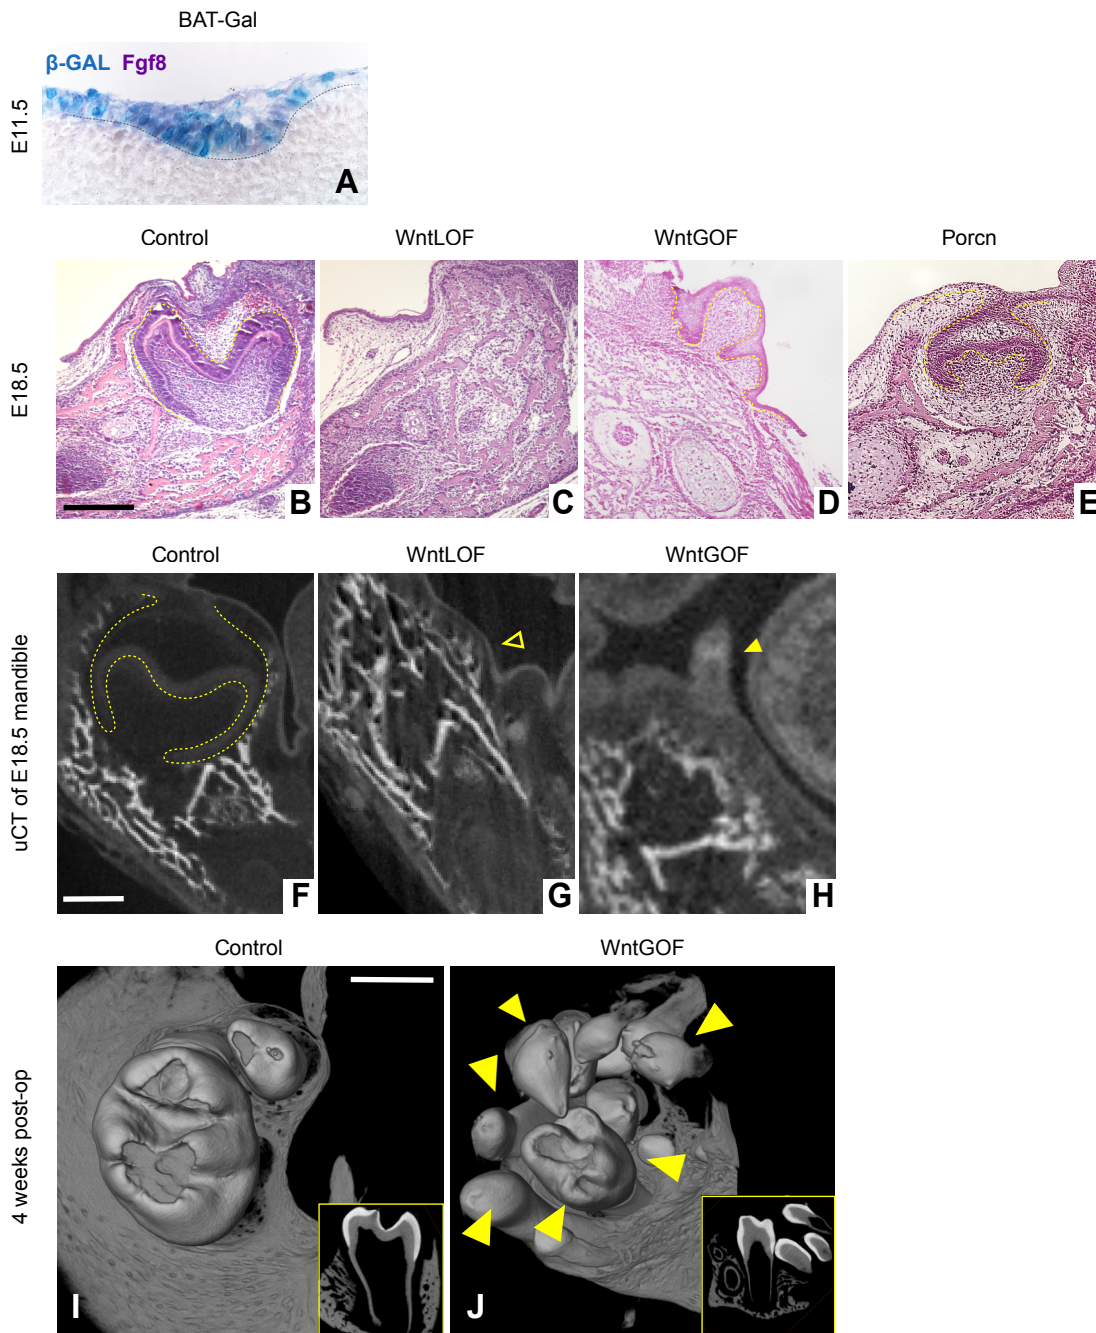 BAT-Gal
β-GAL Fgf8
E11.5
A
Control
WntLOF
WntGOF
Porcn
E18.5
B
C
D
E
Control
WntLOF
WntGOF
uCT of E18.5 mandible
F
G
H
Control
WntGOF
4 weeks post-op
I
J